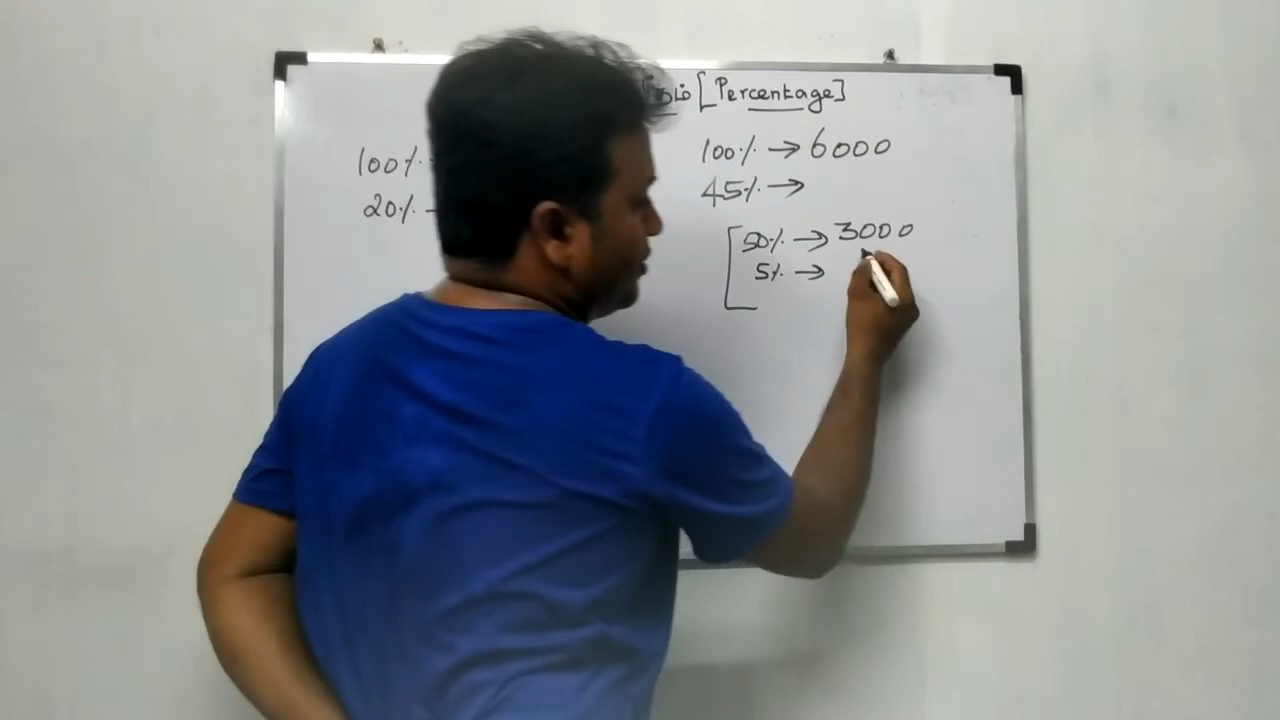 [Percentage]
100% → 6000
45% →
50% → 3000
5% →
100%
20% –